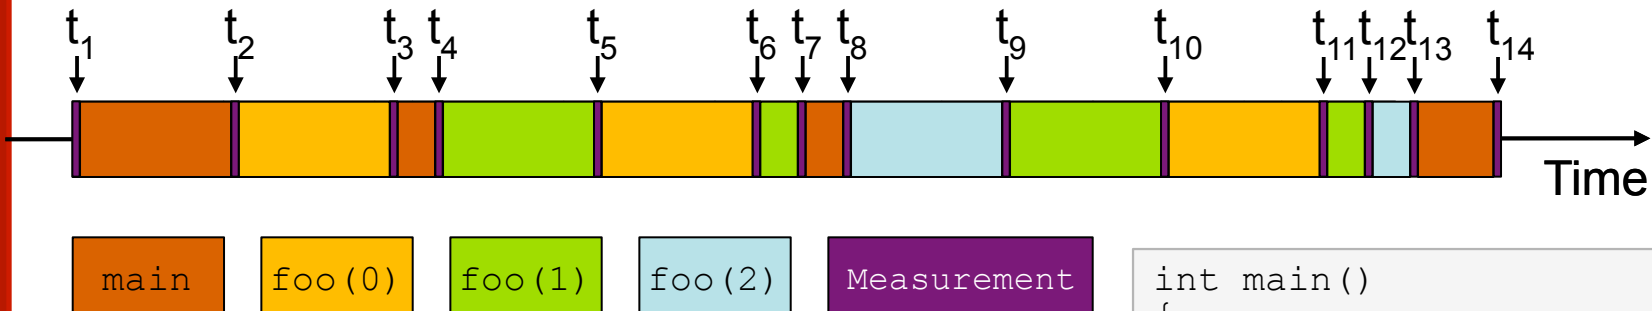 t1 t2 t3 t4 t5 t6 t7 t8 t9 t10 t11 t12 t13 t14
Time
main foo(0) foo(1) foo(2) Measurement
int main()
{